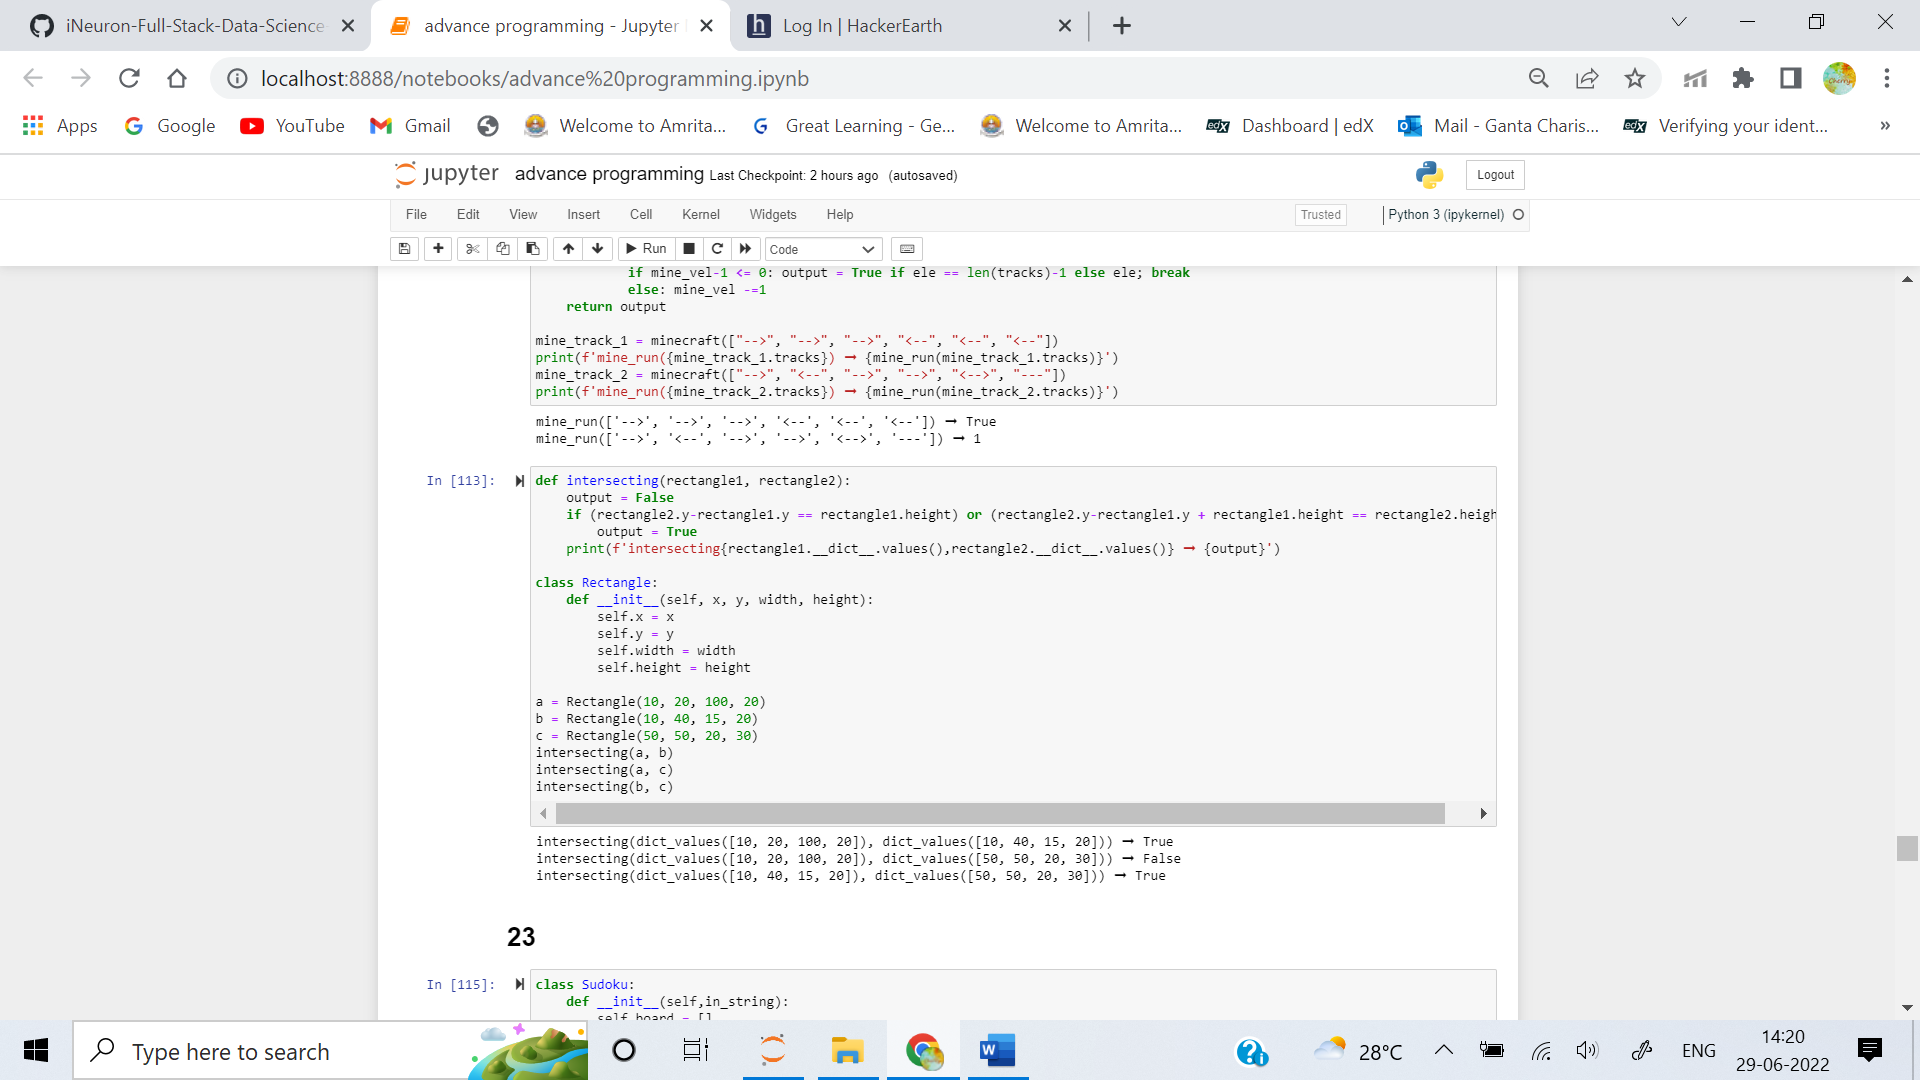 iNeuron-Full-Stack-Data-Science
advance programming - Jupyter
Log In | HackerEarth
localhost:8888/notebooks/advance%20programming.ipynb
Apps
Google
YouTube
Gmail
Welcome to Amrita...
Great Learning - Ge...
Welcome to Amrita...
Dashboard | edX
Mail - Ganta Charis...
Verifying your ident...
»
jupyter advance programming Last Checkpoint: 2 hours ago (autosaved)
Logout
File Edit View Insert Cell Kernel Widgets Help
Trusted
Python 3 (ipykernel)
Run
Code
if mine_vel-1 <= 0: output = True if ele == len(tracks)-1 else ele; break
else: mine_vel -=1
return output
mine_track_1 = minecraft(["-->", "-->", "-->", "<--", "<--", "<--"])
print(f'mine_run({mine_track_1.tracks}) ➞ {mine_run(mine_track_1.tracks)}')
mine_track_2 = minecraft(["-->", "<--", "-->", "-->", "<-->", "---"])
print(f'mine_run({mine_track_2.tracks}) ➞ {mine_run(mine_track_2.tracks)}')
mine_run(['-->', '-->', '-->', '<--', '<--', '<--']) ➞ True
mine_run(['-->', '<--', '-->', '-->', '<-->', '---']) ➞ 1
In [113]:
def intersecting(rectangle1, rectangle2):
output = False
if (rectangle2.y-rectangle1.y == rectangle1.height) or (rectangle2.y-rectangle1.y + rectangle1.height == rectangle2.heigh
output = True
print(f'intersecting{rectangle1.__dict__.values(),rectangle2.__dict__.values()} ➞ {output}')
class Rectangle:
def __init__(self, x, y, width, height):
self.x = x
self.y = y
self.width = width
self.height = height
a = Rectangle(10, 20, 100, 20)
b = Rectangle(10, 40, 15, 20)
c = Rectangle(50, 50, 20, 30)
intersecting(a, b)
intersecting(a, c)
intersecting(b, c)
intersecting(dict_values([10, 20, 100, 20]), dict_values([10, 40, 15, 20])) ➞ True
intersecting(dict_values([10, 20, 100, 20]), dict_values([50, 50, 20, 30])) ➞ False
intersecting(dict_values([10, 40, 15, 20]), dict_values([50, 50, 20, 30])) ➞ True
23
In [115]:
class Sudoku:
def __init__(self,in_string):
self.board = []
Type here to search
28°C
ENG
14:20
29-06-2022